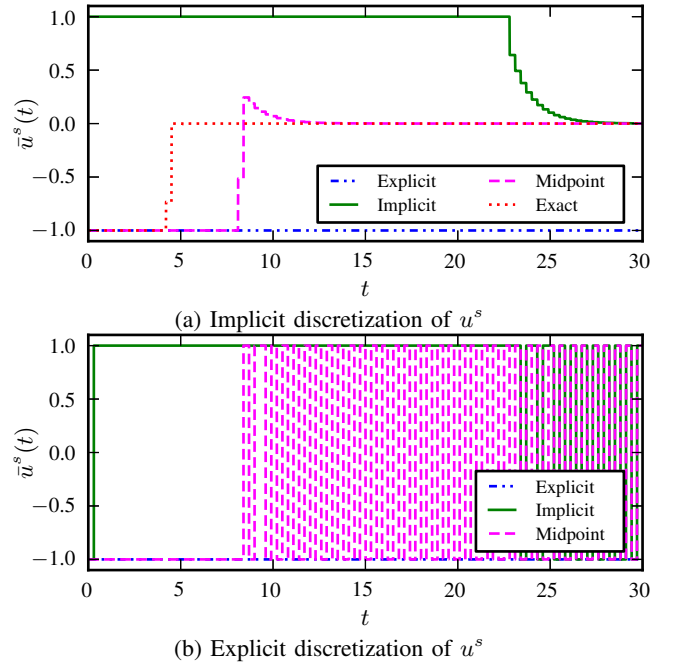 1.0
0.5
0.0
−0.5
−1.0
ū^s(t)
Explicit
Implicit
Midpoint
Exact
0 5 10 15 20 25 30
t
(a) Implicit discretization of u^s
1.0
0.5
0.0
−0.5
−1.0
ū^s(t)
Explicit
Implicit
Midpoint
0 5 10 15 20 25 30
t
(b) Explicit discretization of u^s